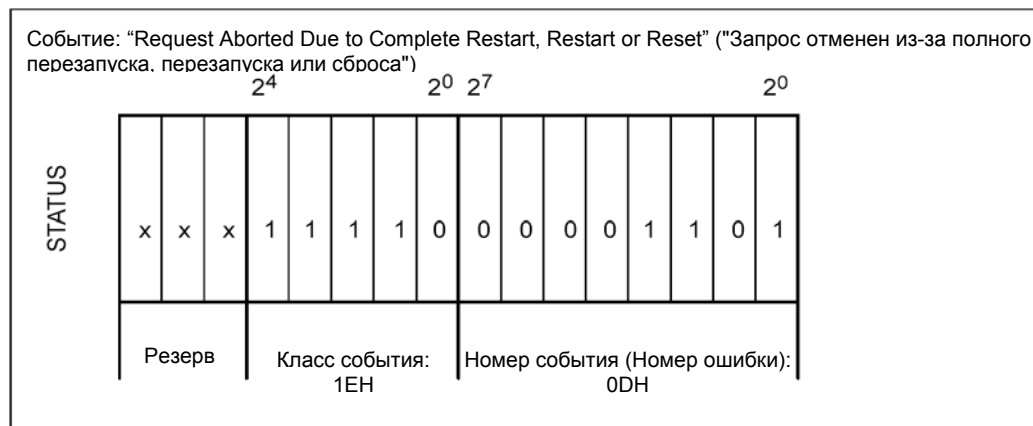 Событие: “Request Aborted Due to Complete Restart, Restart or Reset” ("Запрос отменен из-за полного
перезапуска, перезапуска или сброса")
2⁴ 2⁰ 2⁷ 2⁰
STATUS
x x x 1 1 1 1 0 0 0 0 0 1 1 0 1
Резерв Класс события: Номер события (Номер ошибки):
1EH 0DH